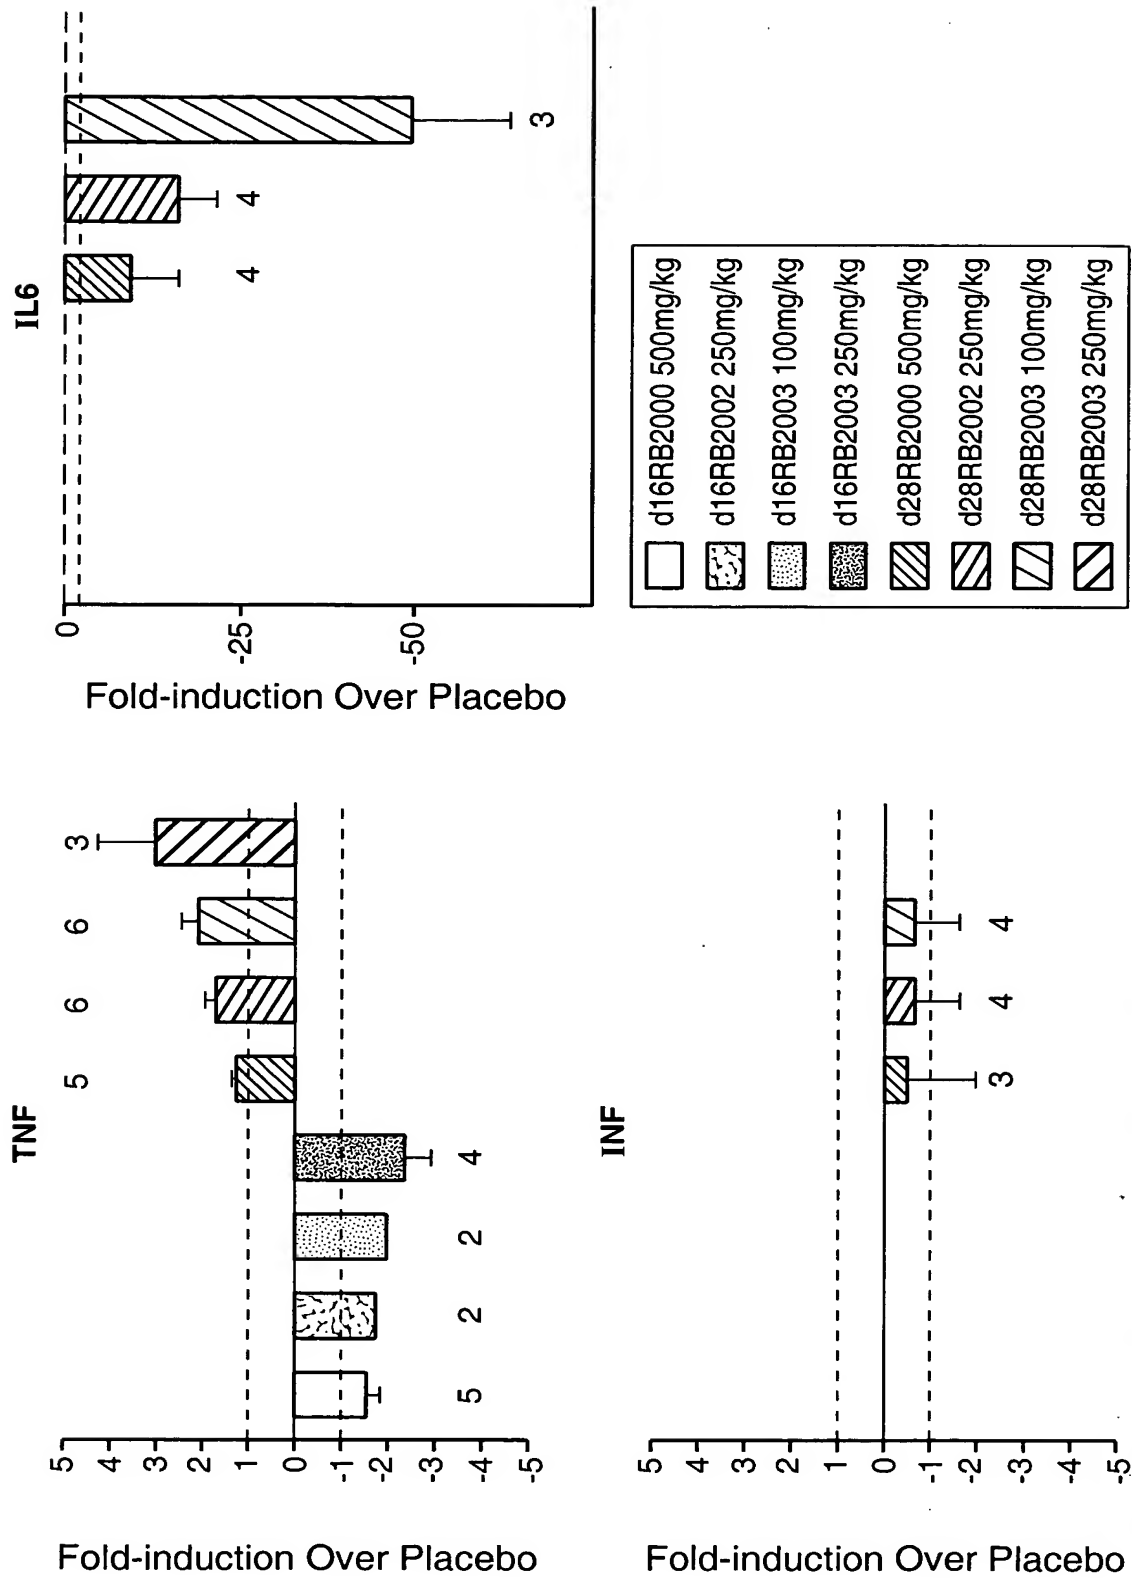 TNF
Fold-induction Over Placebo
5
4
3
2
1
0
-1
-2
-3
-4
-5
5
2
2
4
5
6
6
3
IL6
Fold-induction Over Placebo
0
-25
-50
4
4
3
INF
Fold-induction Over Placebo
5
4
3
2
1
0
-1
-2
-3
-4
-5
3
4
4
d16RB2000 500mg/kg
d16RB2002 250mg/kg
d16RB2003 100mg/kg
d16RB2003 250mg/kg
d28RB2000 500mg/kg
d28RB2002 250mg/kg
d28RB2003 100mg/kg
d28RB2003 250mg/kg